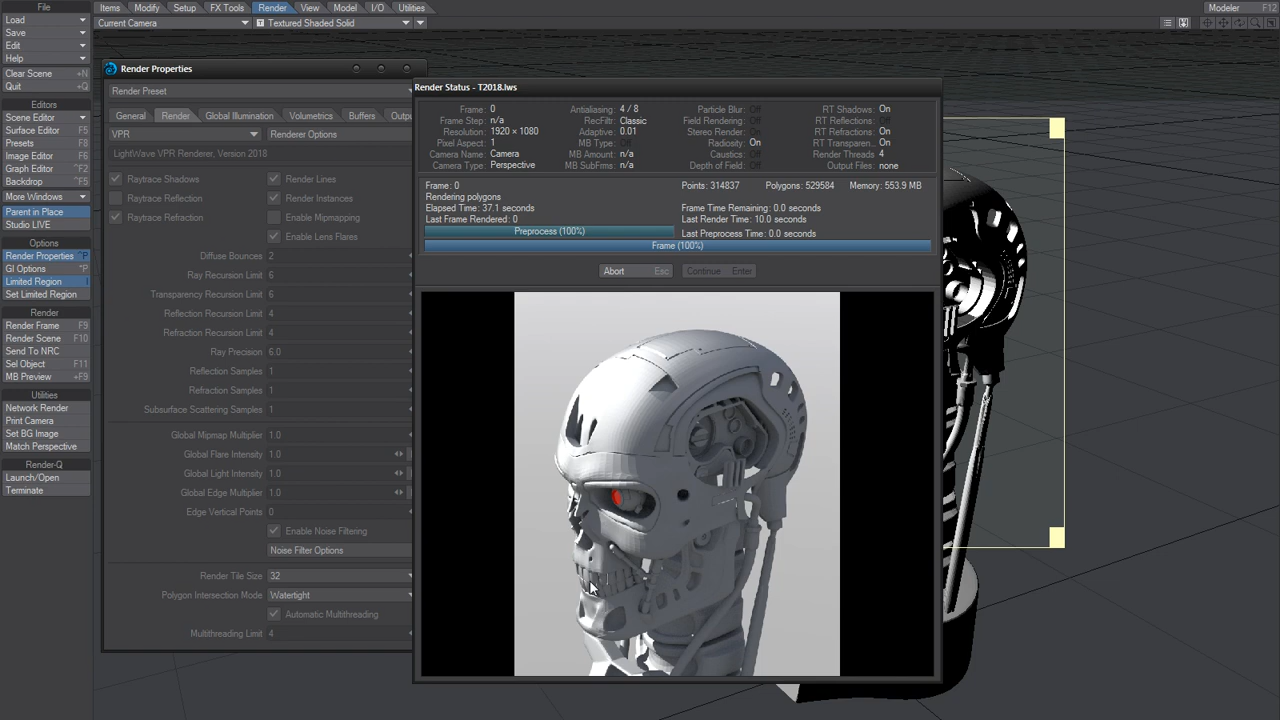 File
Load
Save
Edit
Help
Clear Scene +N
Quit +Q
Editors
Scene Editor
Surface Editor F5
Presets F8
Image Editor F6
Graph Editor ^F2
Backdrop ^F5
More Windows
Parent in Place
Studio LIVE
Options
Render Properties ^P
GI Options *P
Limited Region l
Set Limited Region
Render
Render Frame F9
Render Scene F10
Send To NRC
Sel Object F11
MB Preview +F9
Utilities
Network Render
Print Camera
Set BG Image
Match Perspective
Render-Q
Launch/Open
Terminate
Items Modify Setup FX Tools Render View Model I/O Utilities
Modeler F12
Current Camera
T Textured Shaded Solid
Render Properties
Render Preset
General Render Global Illumination Volumetrics Buffers
VPR
Renderer Options
LightWave VPR Renderer, Version 2018
Raytrace Shadows
Render Lines
Raytrace Reflection
Render Instances
Raytrace Refraction
Enable Mipmapping
Enable Lens Flares
Diffuse Bounces 2
Ray Recursion Limit 6
Transparency Recursion Limit 6
Reflection Recursion Limit 4
Refraction Recursion Limit 4
Ray Precision 6.0
Reflection Samples 1
Refraction Samples 1
Subsurface Scattering Samples 1
Global Mipmap Multiplier 1.0
Global Flare Intensity 1.0
Global Light Intensity 1.0
Global Edge Multiplier 1.0
Edge Vertical Points 0
Enable Noise Filtering
Noise Filter Options
Render Tile Size 32
Polygon Intersection Mode Watertight
Automatic Multithreading
Multithreading Limit 4
Render Status - T2018.lws
Frame: 0
Frame Step: n/a
Resolution: 1920 × 1080
Pixel Aspect: 1
Camera Name: Camera
Camera Type: Perspective
Antialiasing: 4 / 8
RecFiltr: Classic
Adaptive: 0.01
MB Type: Off
MB Amount: n/a
MB SubFrms: n/a
Particle Blur: Off
Field Rendering: Off
Stereo Render: Off
Radiosity: On
Caustics: Off
Depth of Field: Off
RT Shadows: On
RT Reflections: Off
RT Refractions: On
RT Transparen.: On
Render Threads 4
Output Files: none
Frame: 0
Points: 314837 Polygons: 529584 Memory: 553.9 MB
Rendering polygons
Elapsed Time: 37.1 seconds
Frame Time Remaining: 0.0 seconds
Last Frame Rendered: 0
Last Render Time: 10.0 seconds
Preprocess (100%)
Last Preprocess Time: 0.0 seconds
Frame (100%)
Abort Esc
Continue Enter